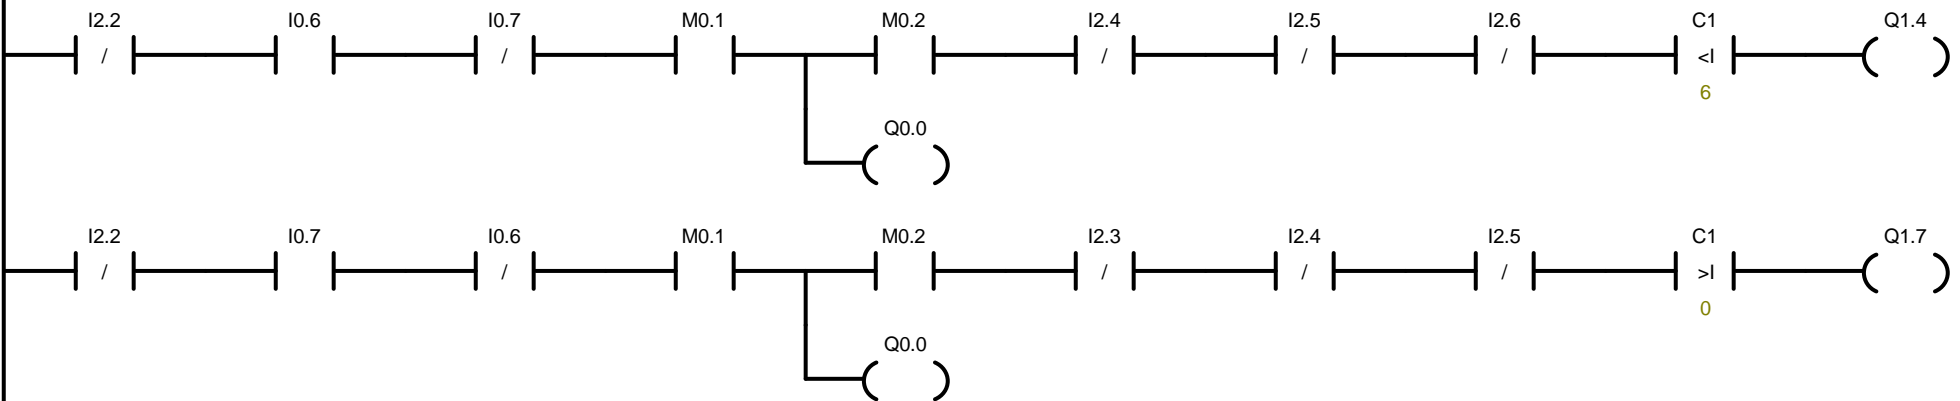 I2.2 I0.6 I0.7 M0.1 M0.2 I2.4 I2.5 I2.6 C1 Q1.4
/ / / / / <I
6
Q0.0
I2.2 I0.7 I0.6 M0.1 M0.2 I2.3 I2.4 I2.5 C1 Q1.7
/ / / / / >I
0
Q0.0